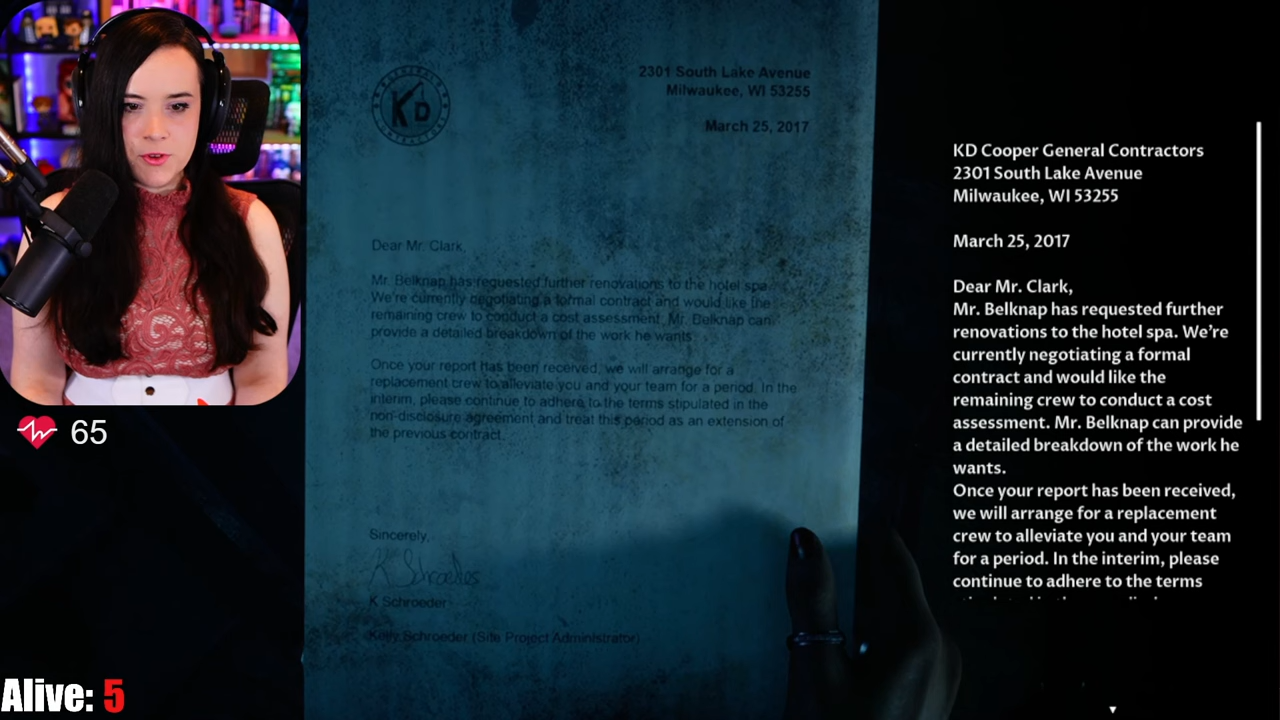 KD
2301 South Lake Avenue
Milwaukee, WI 53255
March 25, 2017
Dear Mr. Clark,
Mr. Belknap has requested further renovations to the hotel spa.
We're currently negotiating a formal contract and would like the
remaining crew to conduct a cost assessment. Mr. Belknap can
provide a detailed breakdown of the work he wants.
Once your report has been received, we will arrange for a
replacement crew to alleviate you and your team for a period. In the
interim, please continue to adhere to the terms stipulated in the
non-disclosure agreement and treat this period as an extension of
the previous contract.
Sincerely,
K Schroeder
K Schroeder
Kelly Schroeder (Site Project Administrator)
KD Cooper General Contractors
2301 South Lake Avenue
Milwaukee, WI 53255
March 25, 2017
Dear Mr. Clark,
Mr. Belknap has requested further
renovations to the hotel spa. We're
currently negotiating a formal
contract and would like the
remaining crew to conduct a cost
assessment. Mr. Belknap can provide
a detailed breakdown of the work he
wants.
Once your report has been received,
we will arrange for a replacement
crew to alleviate you and your team
for a period. In the interim, please
continue to adhere to the terms
65
Alive: 5